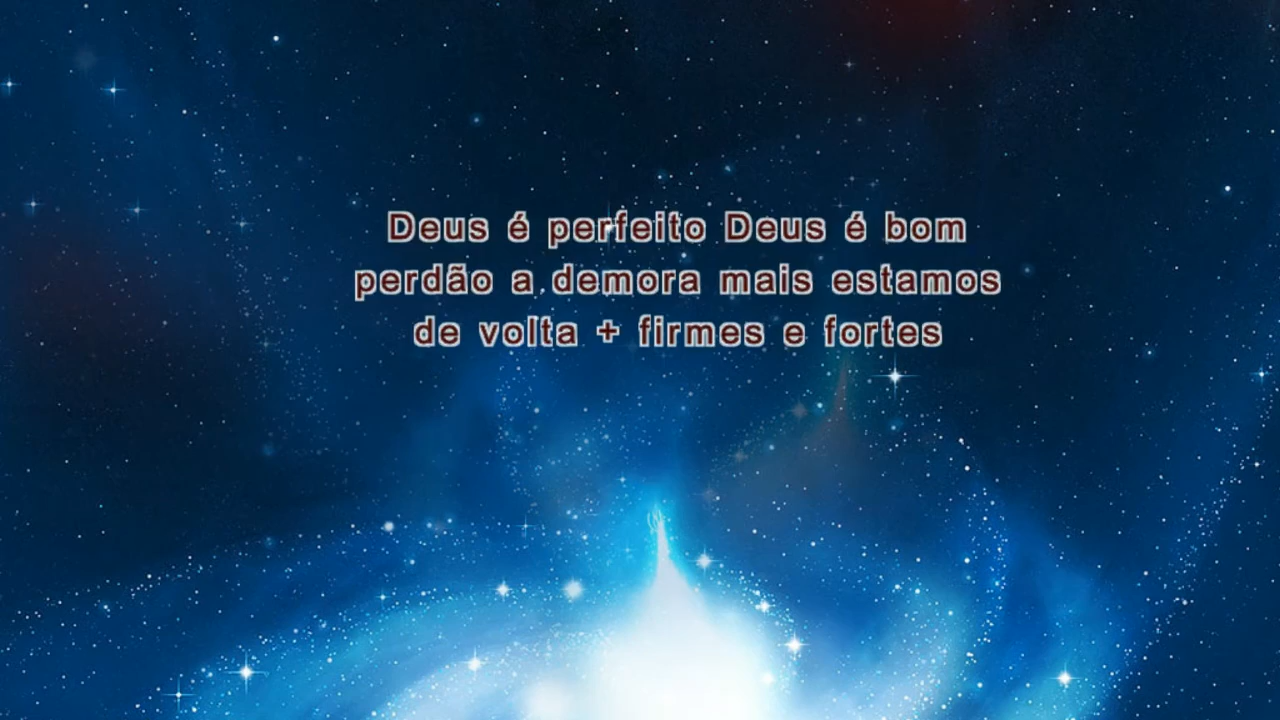 Deus é perfeito Deus é bom
perdão a demora mais estamos
de volta + firmes e fortes